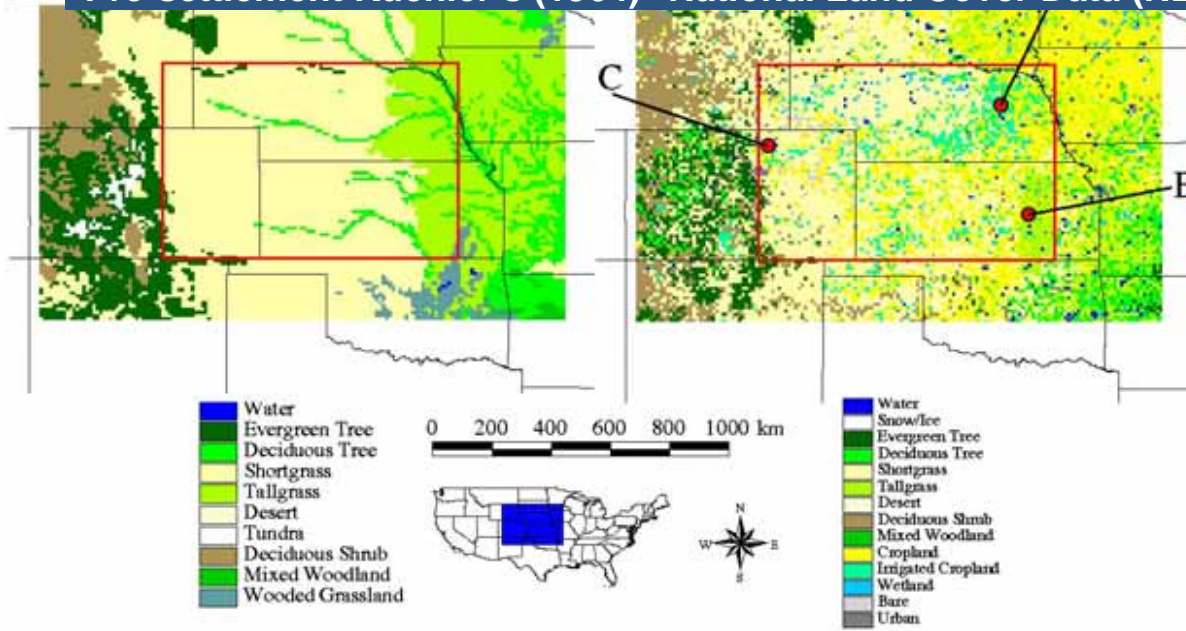 C
E
Water
Evergreen Tree
Deciduous Tree
Shortgrass
Tallgrass
Desert
Tundra
Deciduous Shrub
Mixed Woodland
Wooded Grassland
0 200 400 600 800 1000 km
N
W E
S
Water
Snow/Ice
Evergreen Tree
Deciduous Tree
Shortgrass
Tallgrass
Desert
Deciduous Shrub
Mixed Woodland
Cropland
Irrigated Cropland
Wetland
Bare
Urban